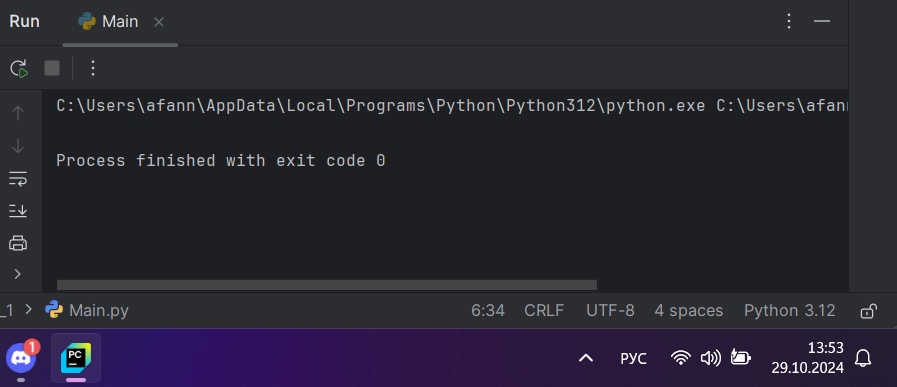 Run Main
C:\Users\afann\AppData\Local\Programs\Python\Python312\python.exe C:\Users\afann
Process finished with exit code 0
_1 Main.py 6:34 CRLF UTF-8 4 spaces Python 3.12
1 PC РУС 13:53
29.10.2024